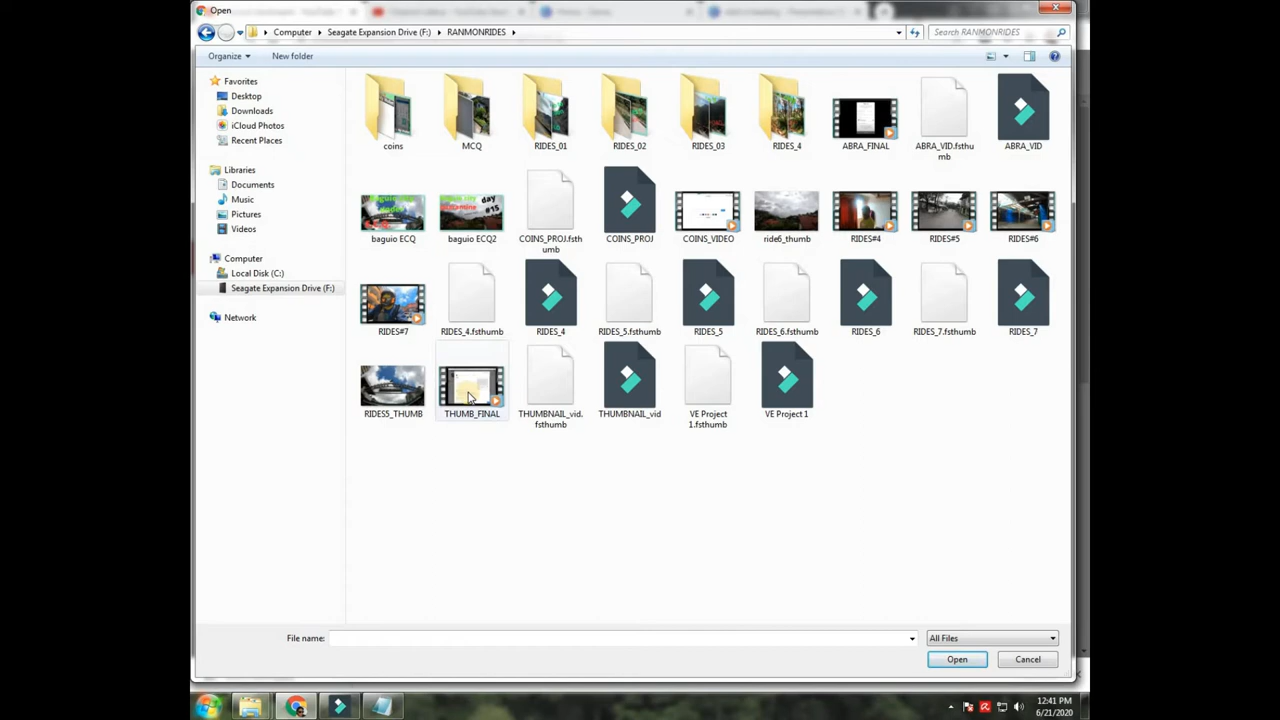 Open
Computer
Seagate Expansion Drive (F:)
RANMONRIDES
Search RANMONRIDES
Organize
New folder
Favorites
Desktop
Downloads
iCloud Photos
Recent Places
Libraries
Documents
Music
Pictures
Videos
Computer
Local Disk (C:)
Seagate Expansion Drive (F:)
Network
coins
MCQ
RIDES_01
RIDES_02
RIDES_03
RIDES_4
ABRA_FINAL
ABRA_VID.fsthu
mb
ABRA_VID
baguio ECQ
baguio ECQ2
COINS_PROJ.fsth
umb
COINS_PROJ
COINS_VIDEO
ride6_thumb
RIDES#4
RIDES#5
RIDES#6
RIDES#7
RIDES_4.fsthumb
RIDES_4
RIDES_5.fsthumb
RIDES_5
RIDES_6.fsthumb
RIDES_6
RIDES_7.fsthumb
RIDES_7
RIDES5_THUMB
THUMB_FINAL
THUMBNAIL_vid.
fsthumb
THUMBNAIL_vid
VE Project
1.fsthumb
VE Project 1
File name:
All Files
Open
Cancel
12:41 PM
6/21/2020